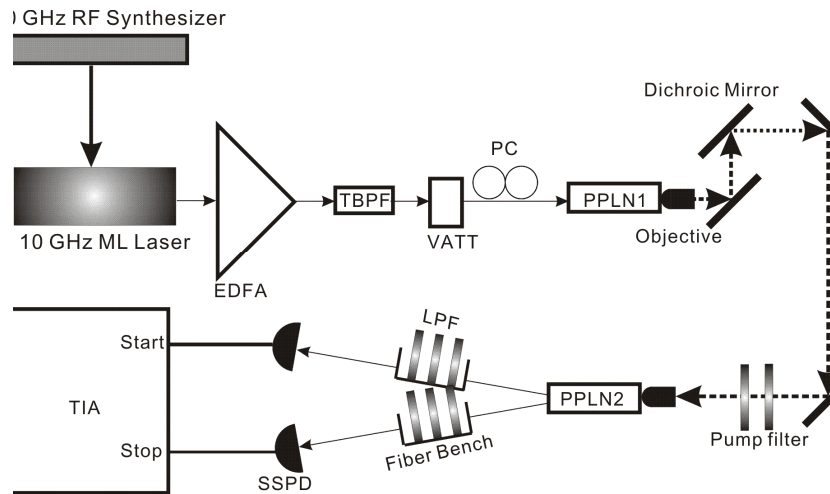 0 GHz RF Synthesizer
Dichroic Mirror
PC
TBPF
PPLN1
10 GHz ML Laser
VATT
Objective
EDFA
LPF
Start
TIA
PPLN2
Pump filter
Stop
Fiber Bench
SSPD